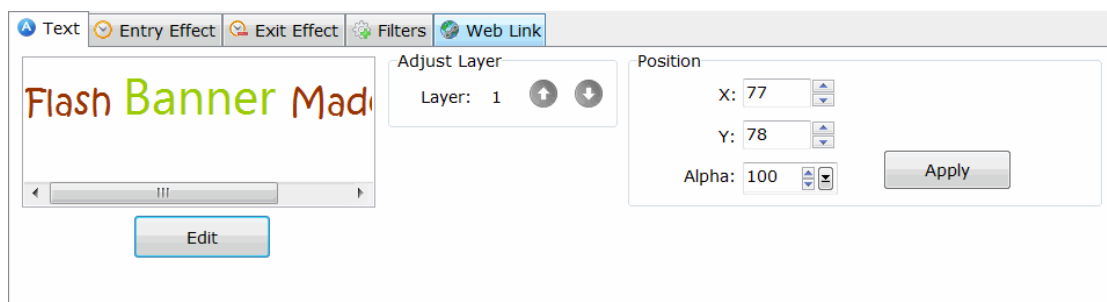 Text Entry Effect Exit Effect Filters Web Link
Flash Banner
Adjust Layer
Layer: 1
Position
X: 77
Y: 78
Alpha: 100
Apply
Edit